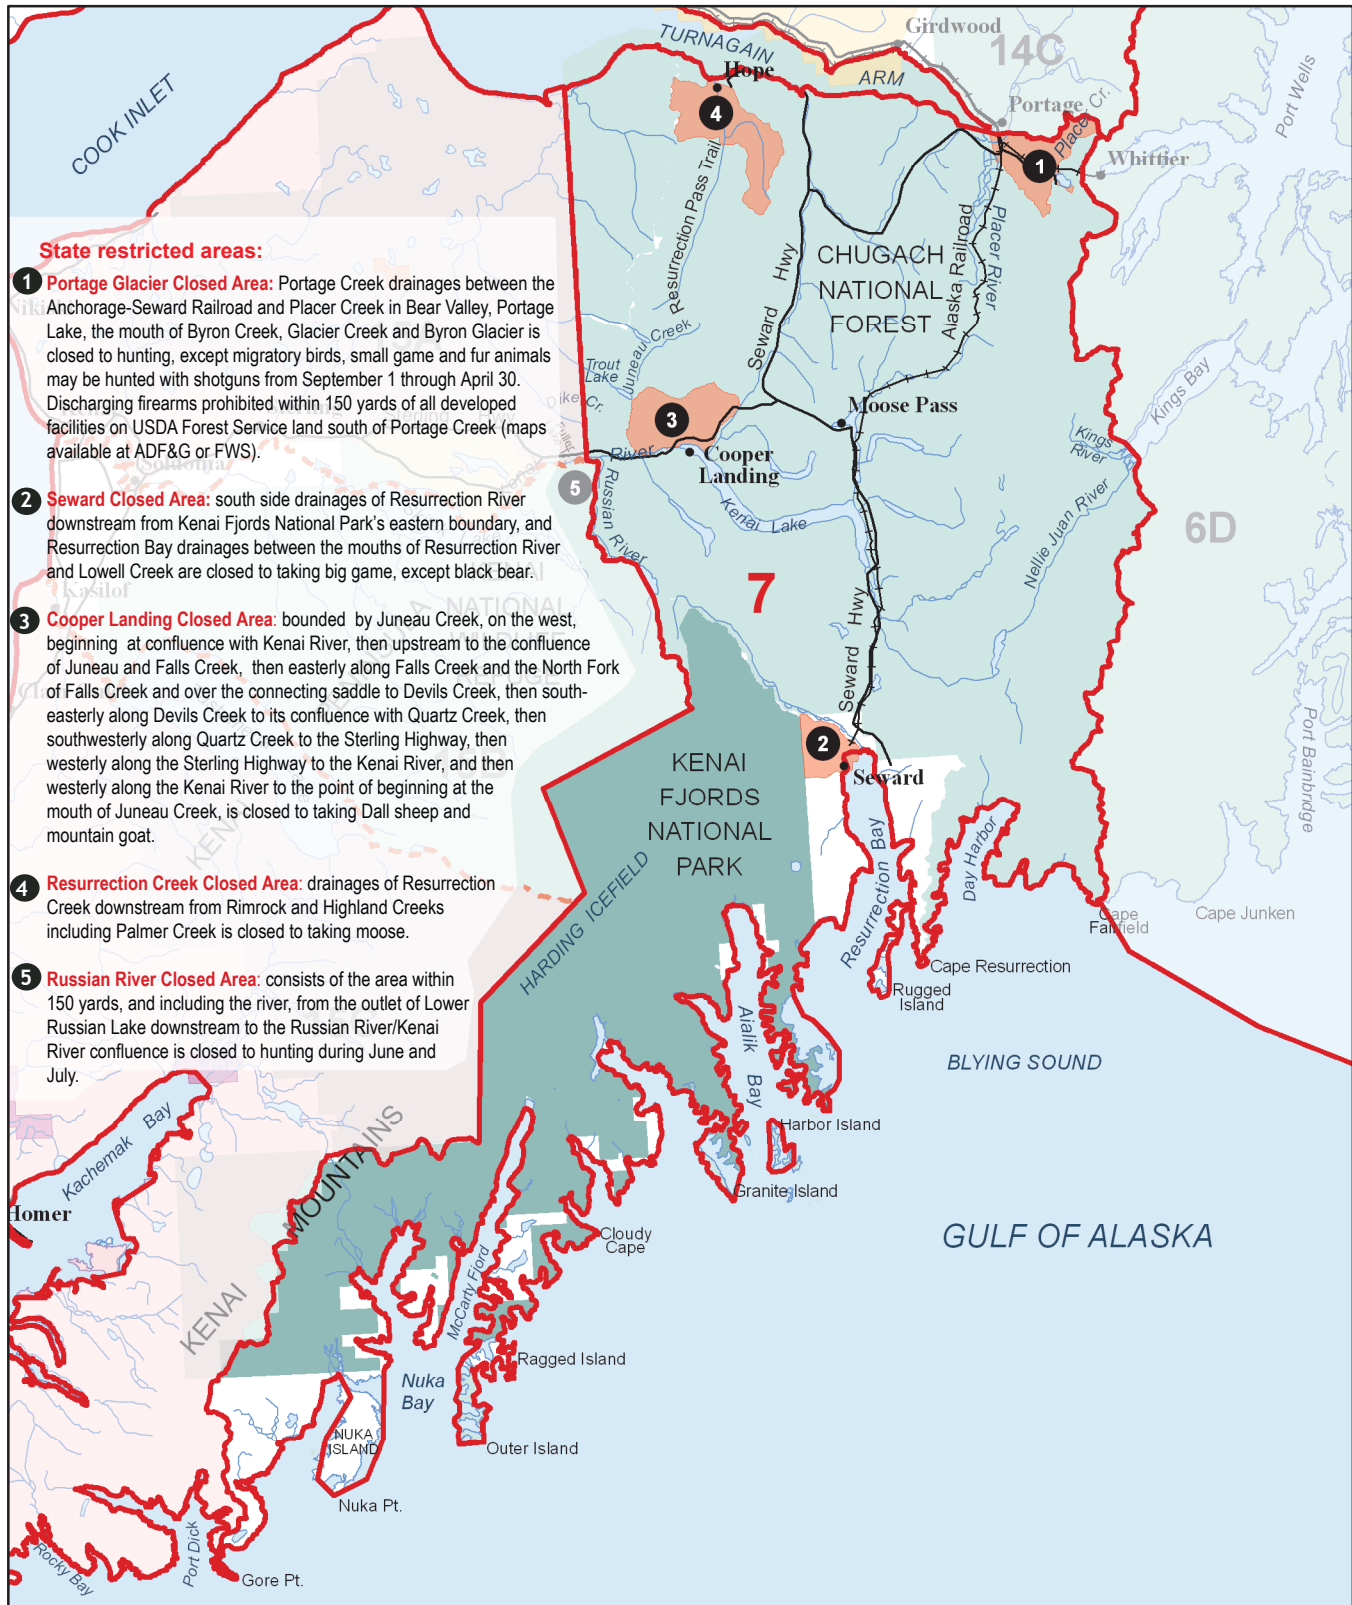 Girdwood
14C
TURNAGAIN
ARM
Hope
4
Portage
Placer Cr.
1
Whittier
Port Wells
COOK INLET
Resurrection Pass Trail
Seward Hwy
Alaska Railroad
Placer River
CHUGACH
NATIONAL
FOREST
State restricted areas:
1 Portage Glacier Closed Area: Portage Creek drainages between the
Anchorage-Seward Railroad and Placer Creek in Bear Valley, Portage
Lake, the mouth of Byron Creek, Glacier Creek and Byron Glacier is
closed to hunting, except migratory birds, small game and fur animals
may be hunted with shotguns from September 1 through April 30.
Discharging firearms prohibited within 150 yards of all developed
facilities on USDA Forest Service land south of Portage Creek (maps
available at ADF&G or FWS).
2 Seward Closed Area: south side drainages of Resurrection River
downstream from Kenai Fjords National Park's eastern boundary, and
Resurrection Bay drainages between the mouths of Resurrection River
and Lowell Creek are closed to taking big game, except black bear.
3 Cooper Landing Closed Area: bounded  by Juneau Creek, on the west,
beginning  at confluence with Kenai River, then upstream to the confluence
of Juneau and Falls Creek,  then easterly along Falls Creek and the North Fork
of Falls Creek and over the connecting saddle to Devils Creek, then south-
easterly along Devils Creek to its confluence with Quartz Creek, then
southwesterly along Quartz Creek to the Sterling Highway, then
westerly along the Sterling Highway to the Kenai River, and then
westerly along the Kenai River to the point of beginning at the
mouth of Juneau Creek, is closed to taking Dall sheep and
mountain goat.
4 Resurrection Creek Closed Area: drainages of Resurrection
Creek downstream from Rimrock and Highland Creeks
including Palmer Creek is closed to taking moose.
5 Russian River Closed Area: consists of the area within
150 yards, and including the river, from the outlet of Lower
Russian Lake downstream to the Russian River/Kenai
River confluence is closed to hunting during June and
July.
Juneau Creek
Trout
Lake
3
Moose Pass
Cooper
Landing
River
5
Russian River
Kenai Lake
Kings Bay
Kings
River
Nellie Juan River
6D
7
Seward Hwy
Soldotna
Sterling
Hwy
Kasilof
KENAI
NATIONAL
WILDLIFE
REFUGE
2
Seward
KENAI
FJORDS
NATIONAL
PARK
Port Bainbridge
HARDING ICEFIELD
Resurrection Bay
Day Harbor
Cape
Fairfield
Cape Junken
Cape Resurrection
Rugged
Island
Aialik
Bay
BLYING SOUND
Harbor Island
Granite Island
Kachemak Bay
Homer
KENAI
MOUNTAINS
Cloudy
Cape
McCarty Fjord
GULF OF ALASKA
Ragged Island
Nuka
Bay
NUKA
ISLAND
Outer Island
Nuka Pt.
Port Dick
Rocky Bay
Gore Pt.